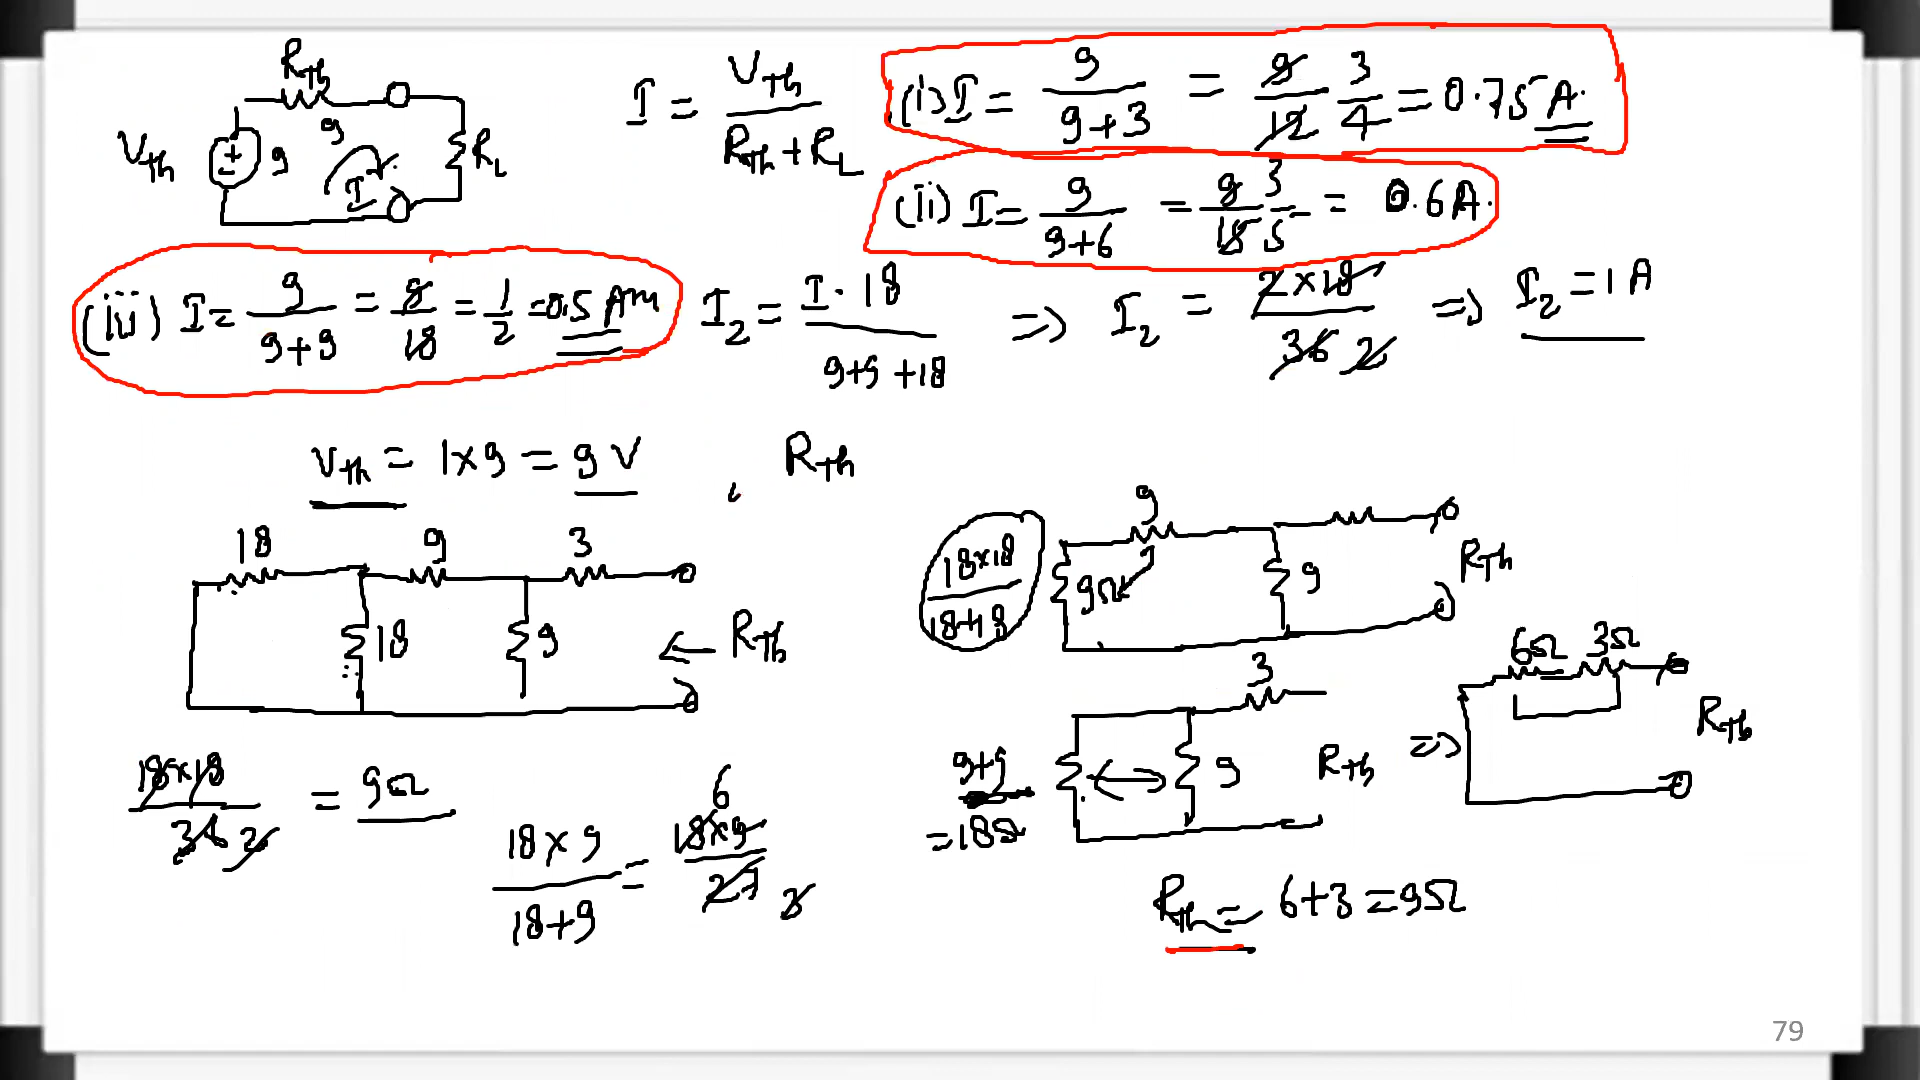 RTh
Vth
9
9
I
RL
I = Vth / (RTh + RL)
(i) I = 9 / (9+3) = 9/12 3/4 = 0.75 A.
(ii) I = 9 / (9+6) = 9/15 3/5 = 0.6 A.
(iii) I = 9 / (9+9) = 9/18 = 1/2 = 0.5 Am
I2 = I · 18 / (9+9+18) ⇒ I2 = 2×18 / 36 2 ⇒ I2 = 1 A
Vth = 1×9 = 9 V , RTh
18 9 3
18 9 ← RTh
18×18 / (18+18)
9
9Ω 9 RTh
3
9+9 = 18Ω
9 RTh ⇒
6Ω 3Ω
RTh
18×18 / 36 2 = 9Ω
18×9 / (18+9) = 18×9 / 27 3 6
RTh = 6+3 = 9Ω
79